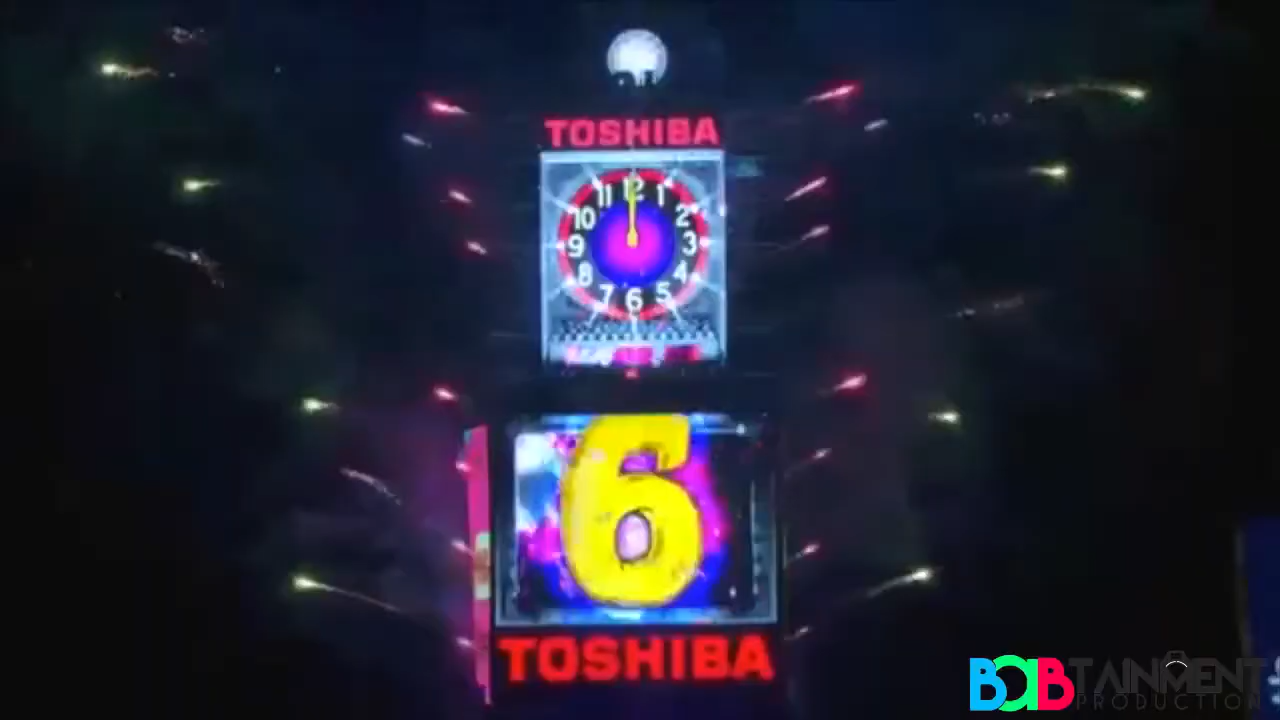 TOSHIBA
11 12 1
10 2
9 3
8 4
7 6 5
6
TOSHIBA
BOBTAINMENT
PRODUCTION